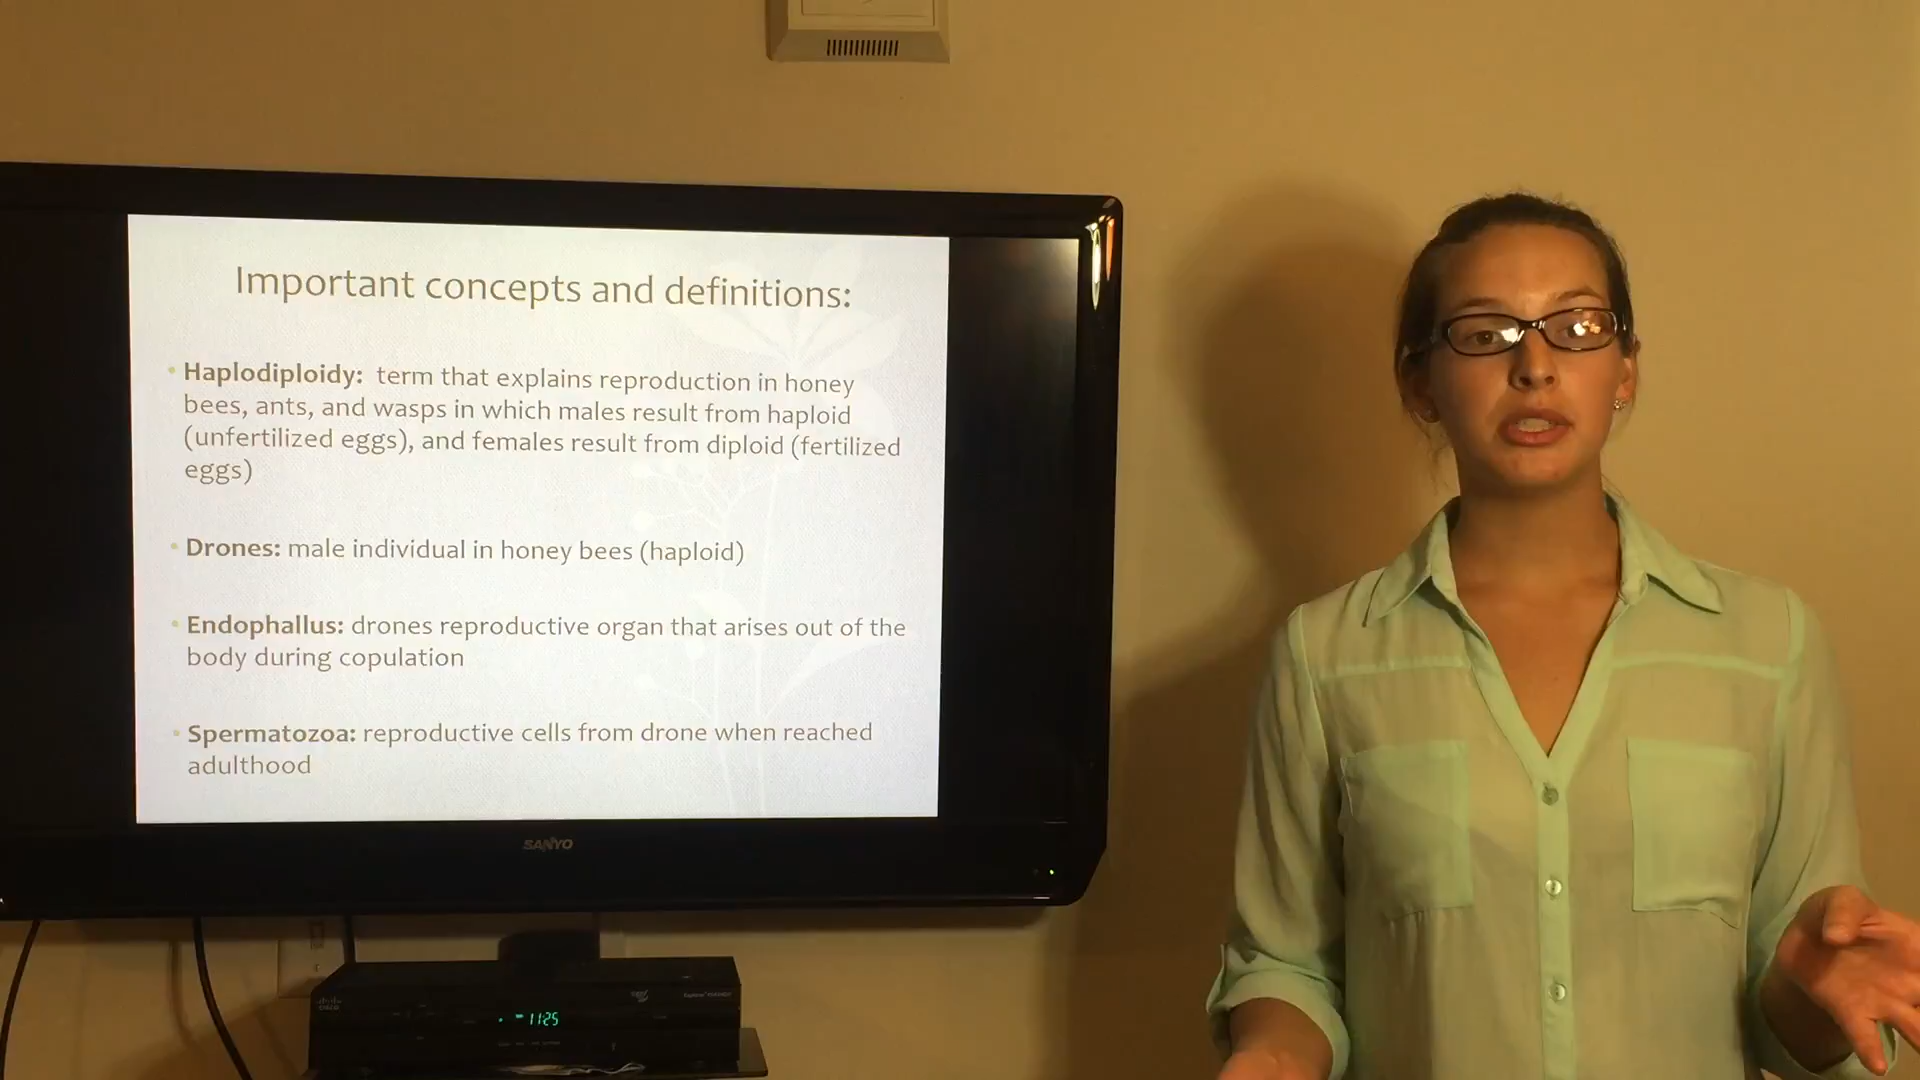 Important concepts and definitions:
• Haplodiploidy: term that explains reproduction in honey
bees, ants, and wasps in which males result from haploid
(unfertilized eggs), and females result from diploid (fertilized
eggs)
• Drones: male individual in honey bees (haploid)
• Endophallus: drones reproductive organ that arises out of the
body during copulation
• Spermatozoa: reproductive cells from drone when reached
adulthood
SANYO
11:25